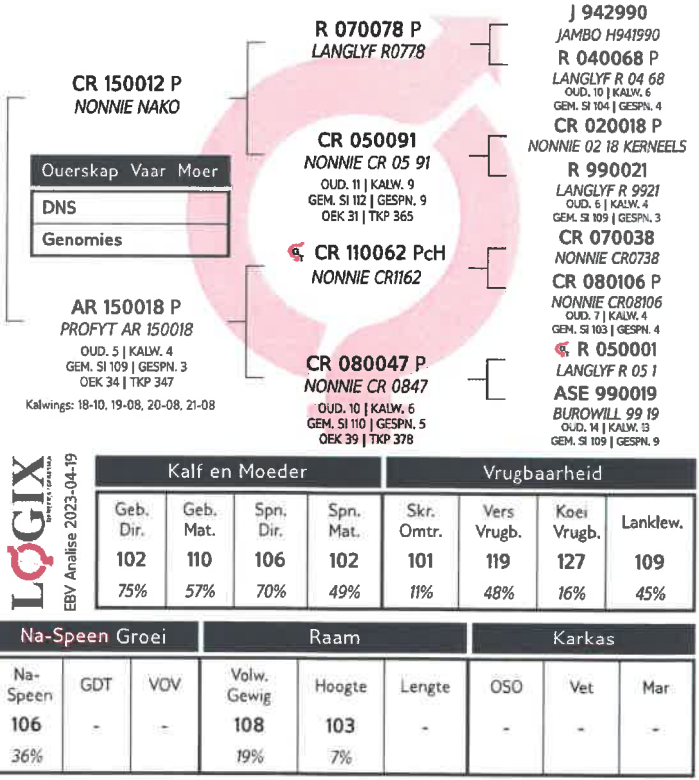 CR 150012 P
NONNIE NAKO
Ouerskap Vaar Moer
DNS
Genomies
AR 150018 P
PROFYT AR 150018
OUD. 5 | KALW. 4
GEM. SI 109 | GESPN. 3
OEK 34 | TKP 347
Kalwings: 18-10, 19-08, 20-08, 21-08
R 070078 P
LANGLYF R0778
CR 050091
NONNIE CR 05 91
OUD. 11 | KALW. 9
GEM. SI 112 | GESPN. 9
OEK 31 | TKP 365
CR 110062 PcH
NONNIE CR1162
CR 080047 P
NONNIE CR 0847
OUD. 10 | KALW. 6
GEM. SI 110 | GESPN. 5
OEK 39 | TKP 378
J 942990
JAMBO H941990
R 040068 P
LANGLYF R 04 68
OUD. 10 | KALW. 6
GEM. SI 104 | GESPN. 4
CR 020018 P
NONNIE 02 18 KERNEELS
R 990021
LANGLYF R 9921
OUD. 6 | KALW. 4
GEM. SI 109 | GESPN. 3
CR 070038
NONNIE CR0738
CR 080106 P
NONNIE CR08106
OUD. 7 | KALW. 4
GEM. SI 103 | GESPN. 4
R 050001
LANGLYF R 05 1
ASE 990019
BUROWILL 99 19
OUD. 14 | KALW. 13
GEM. SI 109 | GESPN. 9
LOGIX
EBV Analise 2023-04-19
Kalf en Moeder Vrugbaarheid
Geb. Dir. Geb. Mat. Spn. Dir. Spn. Mat. Skr. Omtr. Vers Vrugb. Koei Vrugb. Lanklew.
102 110 106 102 101 119 127 109
75% 57% 70% 49% 11% 48% 16% 45%
Na-Speen Groei Raam Karkas
Na-Speen GDT VOV Volw. Gewig Hoogte Lengte OSO Vet Mar
106 - - 108 103 - - - -
36% 19% 7%